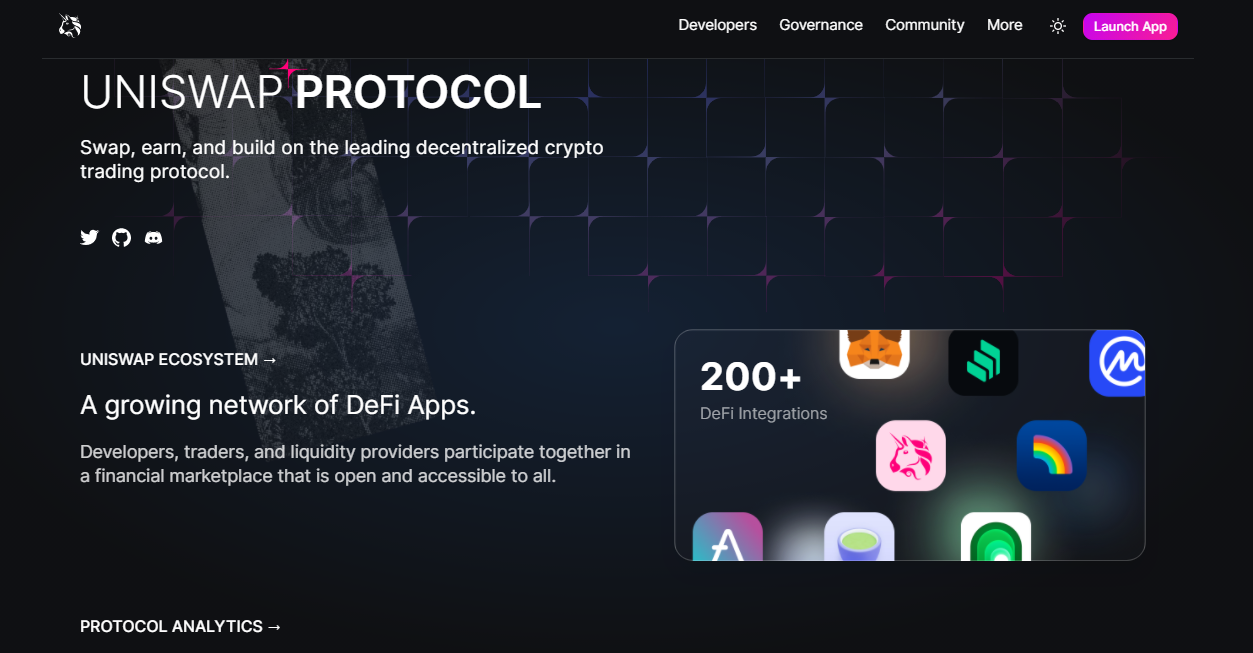 Developers Governance Community More Launch App
UNISWAP PROTOCOL
Swap, earn, and build on the leading decentralized crypto
trading protocol.
UNISWAP ECOSYSTEM →
A growing network of DeFi Apps.
Developers, traders, and liquidity providers participate together in
a financial marketplace that is open and accessible to all.
200+
DeFi Integrations
PROTOCOL ANALYTICS →